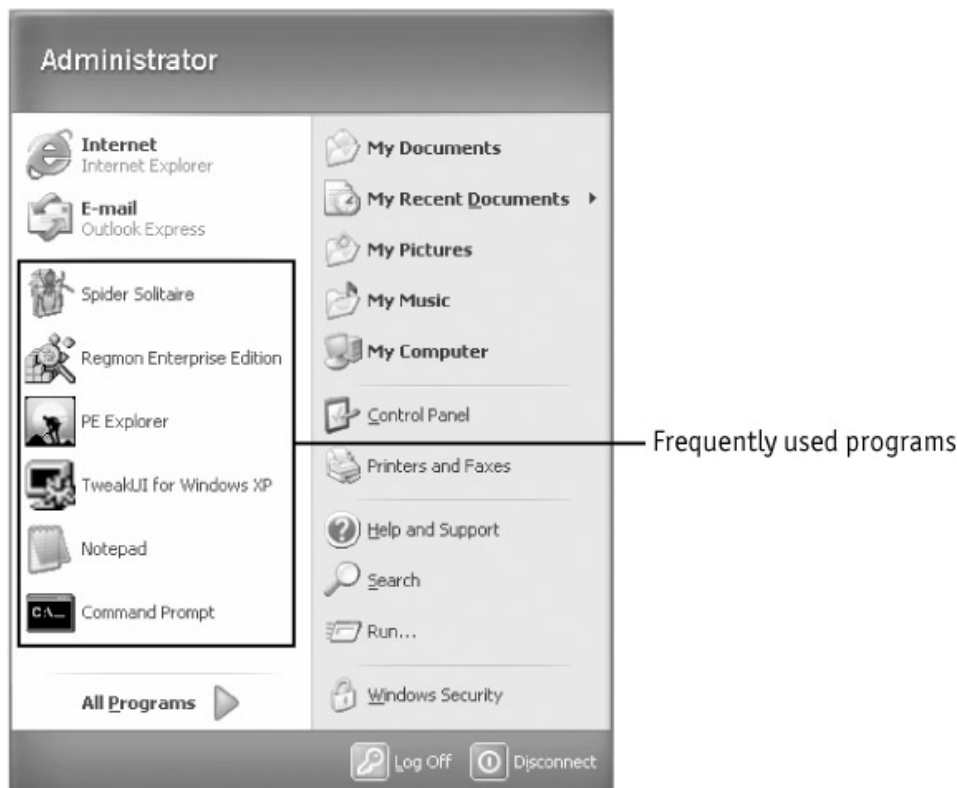 Administrator
Internet
Internet Explorer
E-mail
Outlook Express
Spider Solitaire
Regmon Enterprise Edition
PE Explorer
TweakUI for Windows XP
Notepad
C:\_
Command Prompt
All Programs
My Documents
My Recent Documents
My Pictures
My Music
My Computer
Control Panel
Printers and Faxes
Help and Support
Search
Run...
Windows Security
Log Off
Disconnect
Frequently used programs